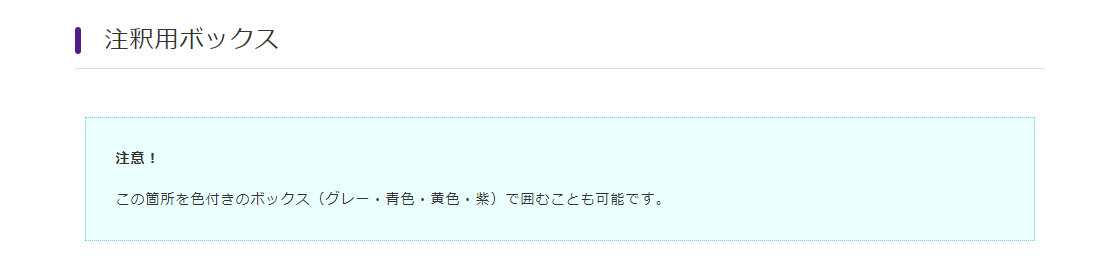 注釈用ボックス
注意！
この箇所を色付きのボックス（グレー・青色・黄色・紫）で囲むことも可能です。